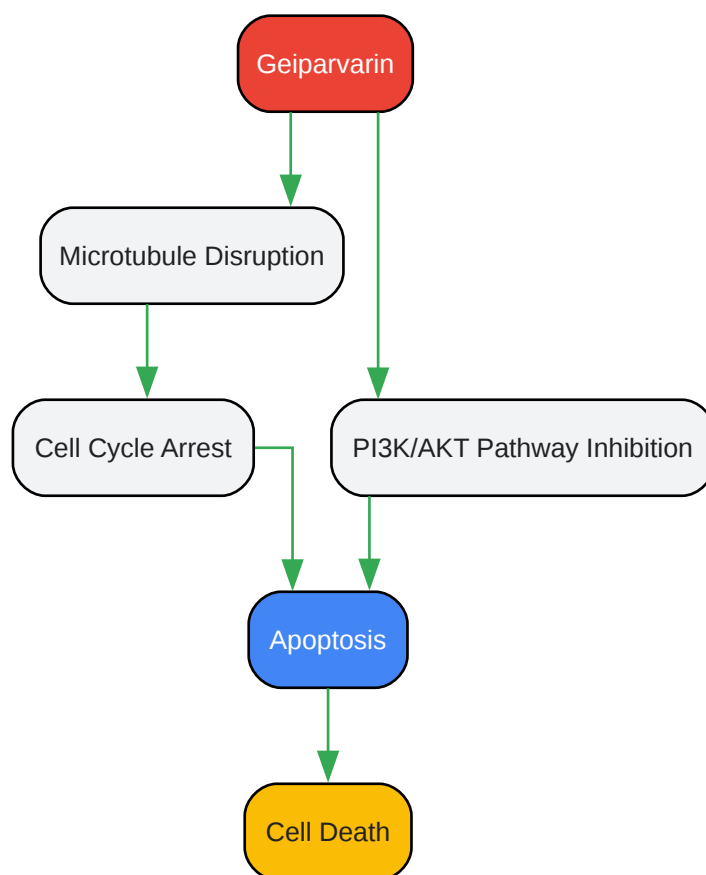 Geiparvarin
Microtubule Disruption
Cell Cycle Arrest
PI3K/AKT Pathway Inhibition
Apoptosis
Cell Death